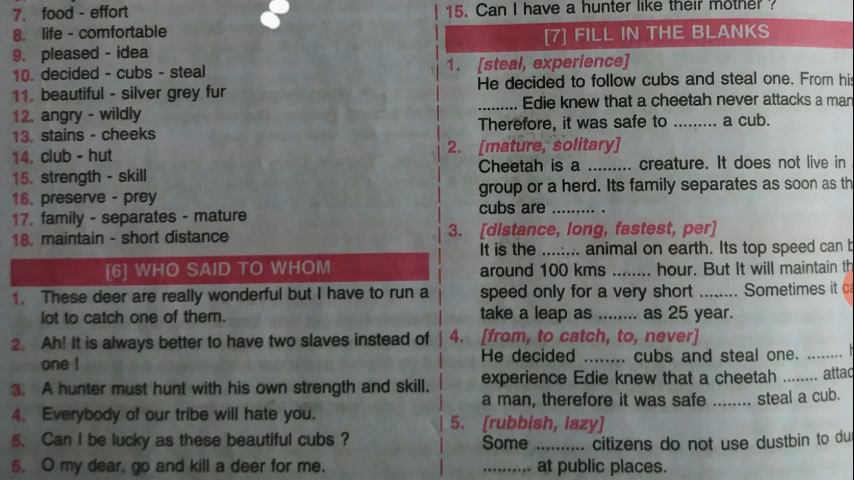 7. food - effort
8. life - comfortable
9. pleased - idea
10. decided - cubs - steal
11. beautiful - silver grey fur
12. angry - wildly
13. stains - cheeks
14. club - hut
15. strength - skill
16. preserve - prey
17. family - separates - mature
18. maintain - short distance
[6] WHO SAID TO WHOM
1. These deer are really wonderful but I have to run a
lot to catch one of them.
2. Ah! It is always better to have two slaves instead of
one !
3. A hunter must hunt with his own strength and skill.
4. Everybody of our tribe will hate you.
5. Can I be lucky as these beautiful cubs ?
6. O my dear, go and kill a deer for me.
15. Can I have a hunter like their mother ?
[7] FILL IN THE BLANKS
1. [steal, experience]
He decided to follow cubs and steal one. From his
......... Edie knew that a cheetah never attacks a man
Therefore, it was safe to ......... a cub.
2. [mature, solitary]
Cheetah is a ......... creature. It does not live in
group or a herd. Its family separates as soon as th
cubs are ......... .
3. [distance, long, fastest, per]
It is the ........ animal on earth. Its top speed can b
around 100 kms ........ hour. But It will maintain th
speed only for a very short ........ Sometimes it ca
take a leap as ........ as 25 year.
4. [from, to catch, to, never]
He decided ........ cubs and steal one. ........ h
experience Edie knew that a cheetah ........ attac
a man, therefore it was safe ........ steal a cub.
5. [rubbish, lazy]
Some .......... citizens do not use dustbin to du
.......... at public places.